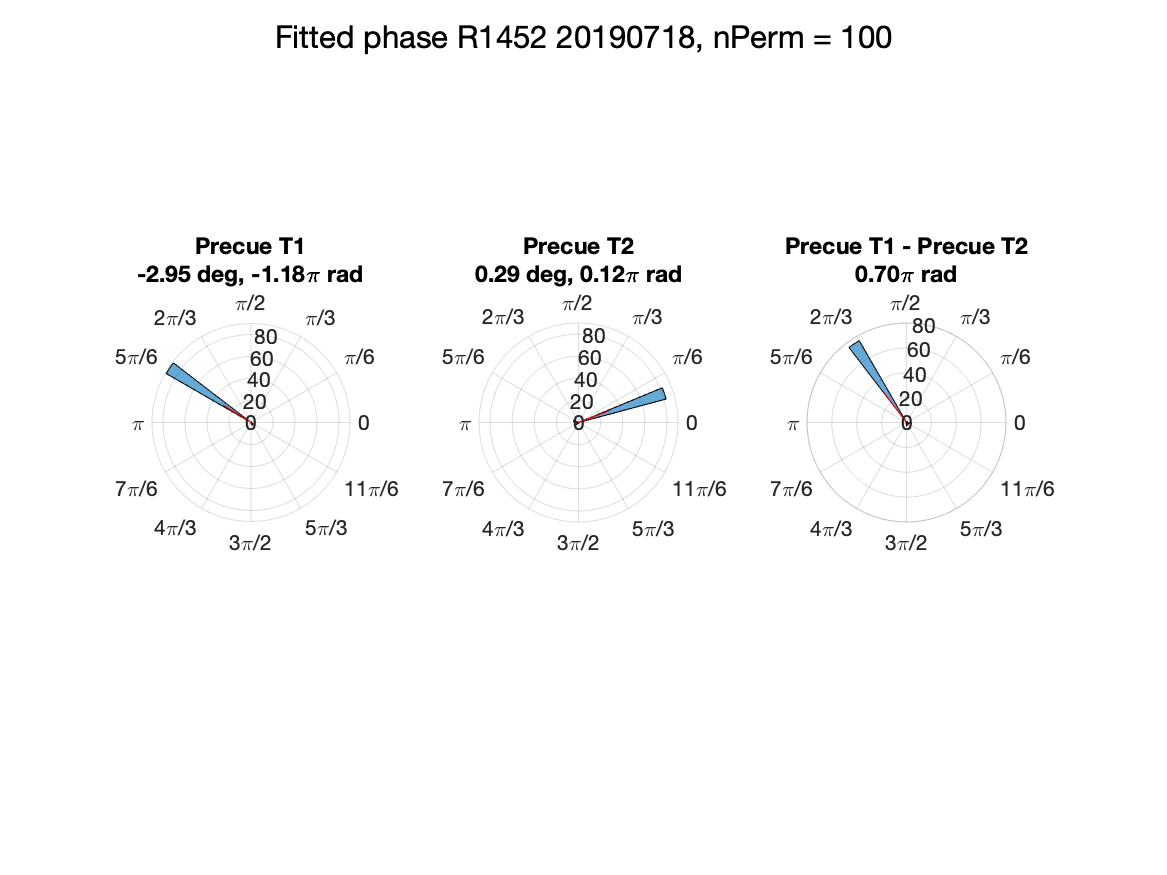 Fitted phase R1452 20190718, nPerm = 100
Precue T1
-2.95 deg, -1.18π rad
π/2
2π/3
π/3
5π/6
π/6
π
0
7π/6
11π/6
4π/3
5π/3
3π/2
80
60
40
20
0
Precue T2
0.29 deg, 0.12π rad
π/2
2π/3
π/3
5π/6
π/6
π
0
7π/6
11π/6
4π/3
5π/3
3π/2
80
60
40
20
0
Precue T1 - Precue T2
0.70π rad
π/2
2π/3
π/3
5π/6
π/6
π
0
7π/6
11π/6
4π/3
5π/3
3π/2
80
60
40
20
0